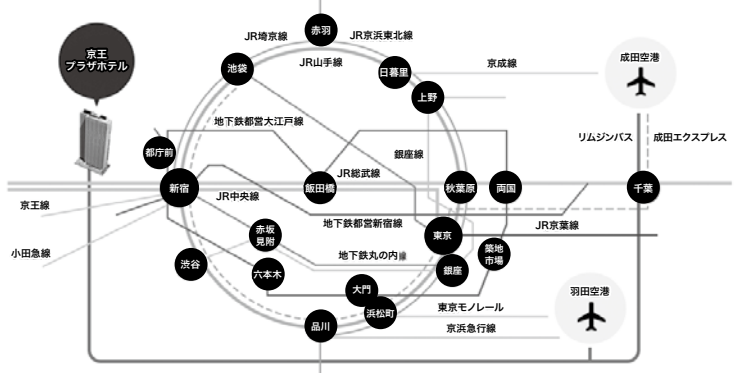 赤羽
JR埼京線
JR京浜東北線
京王
プラザホテル
池袋
JR山手線
日暮里
京成線
成田空港
上野
地下鉄都営大江戸線
リムジンバス
成田エクスプレス
都庁前
銀座線
JR総武線
新宿
飯田橋
秋葉原
両国
千葉
JR中央線
京王線
地下鉄都営新宿線
JR京葉線
赤坂
見附
東京
小田急線
地下鉄丸の内線
築地
市場
渋谷
六本木
銀座
大門
羽田空港
浜松町
東京モノレール
品川
京浜急行線